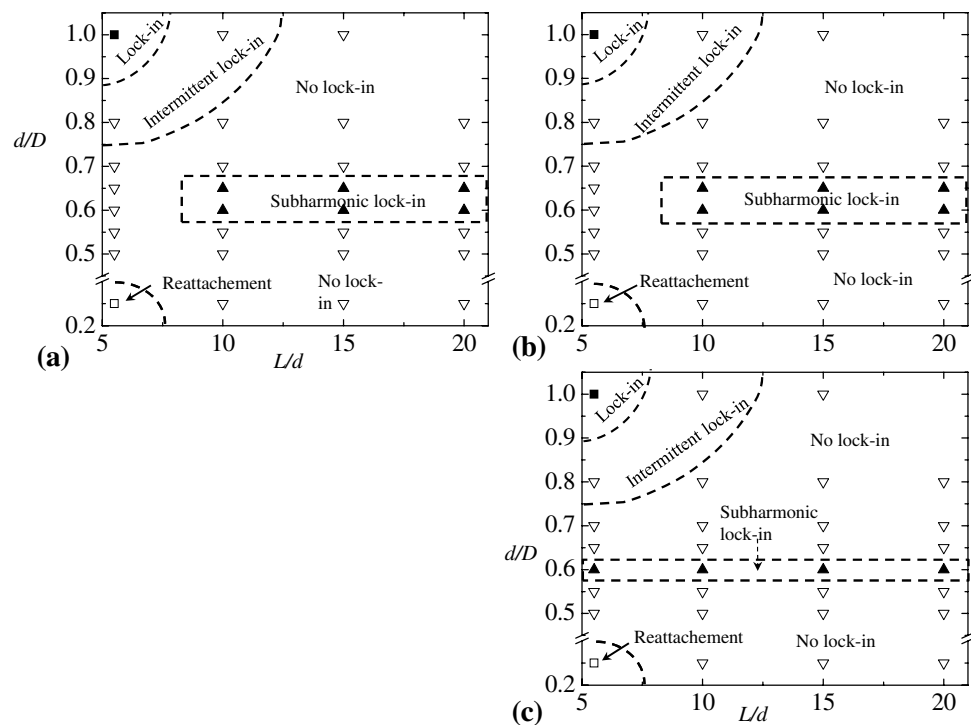 1.0
0.9
0.8
d/D
0.7
0.6
0.5
0.2
Lock-in
Intermittent lock-in
No lock-in
Subharmonic lock-in
Reattachement
No lock-
in
5
10
15
20
(a)
L/d
1.0
0.9
0.8
0.7
0.6
0.5
0.2
Lock-in
Intermittent lock-in
No lock-in
Subharmonic lock-in
Reattachement
No lock-in
5
10
15
20
(b)
1.0
0.9
0.8
0.7
d/D
0.6
0.5
0.2
Lock-in
Intermittent lock-in
No lock-in
Subharmonic
lock-in
Reattachement
No lock-in
5
10
15
20
(c)
L/d